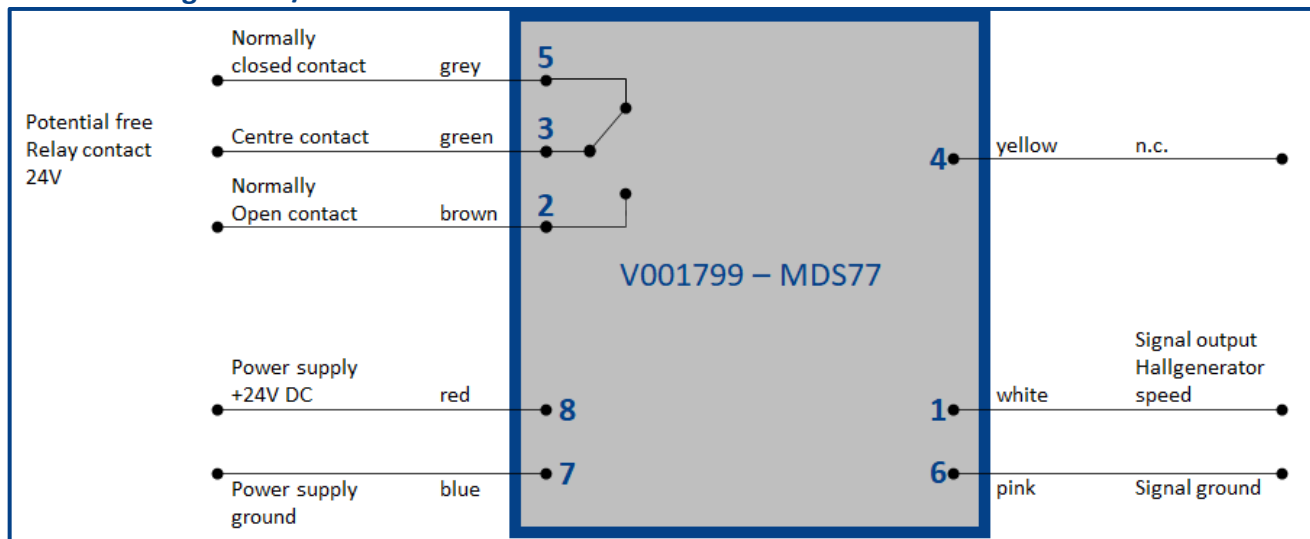 Normally
closed contact grey 5
Potential free
Relay contact
24V
Centre contact green 3
Normally
Open contact brown 2
4 yellow n.c.
V001799 – MDS77
Power supply
+24V DC red 8
Signal output
Hallgenerator
1 white speed
Power supply
ground blue 7
6 pink Signal ground